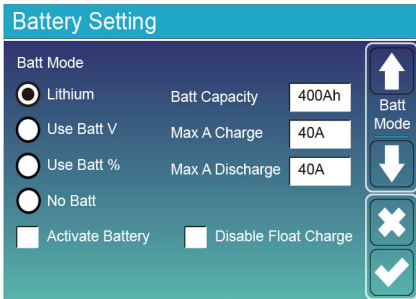 Battery Setting
Batt Mode
Lithium
Batt Capacity 400Ah
Batt Mode
Use Batt V
Max A Charge 40A
Use Batt %
Max A Discharge 40A
No Batt
Activate Battery
Disable Float Charge